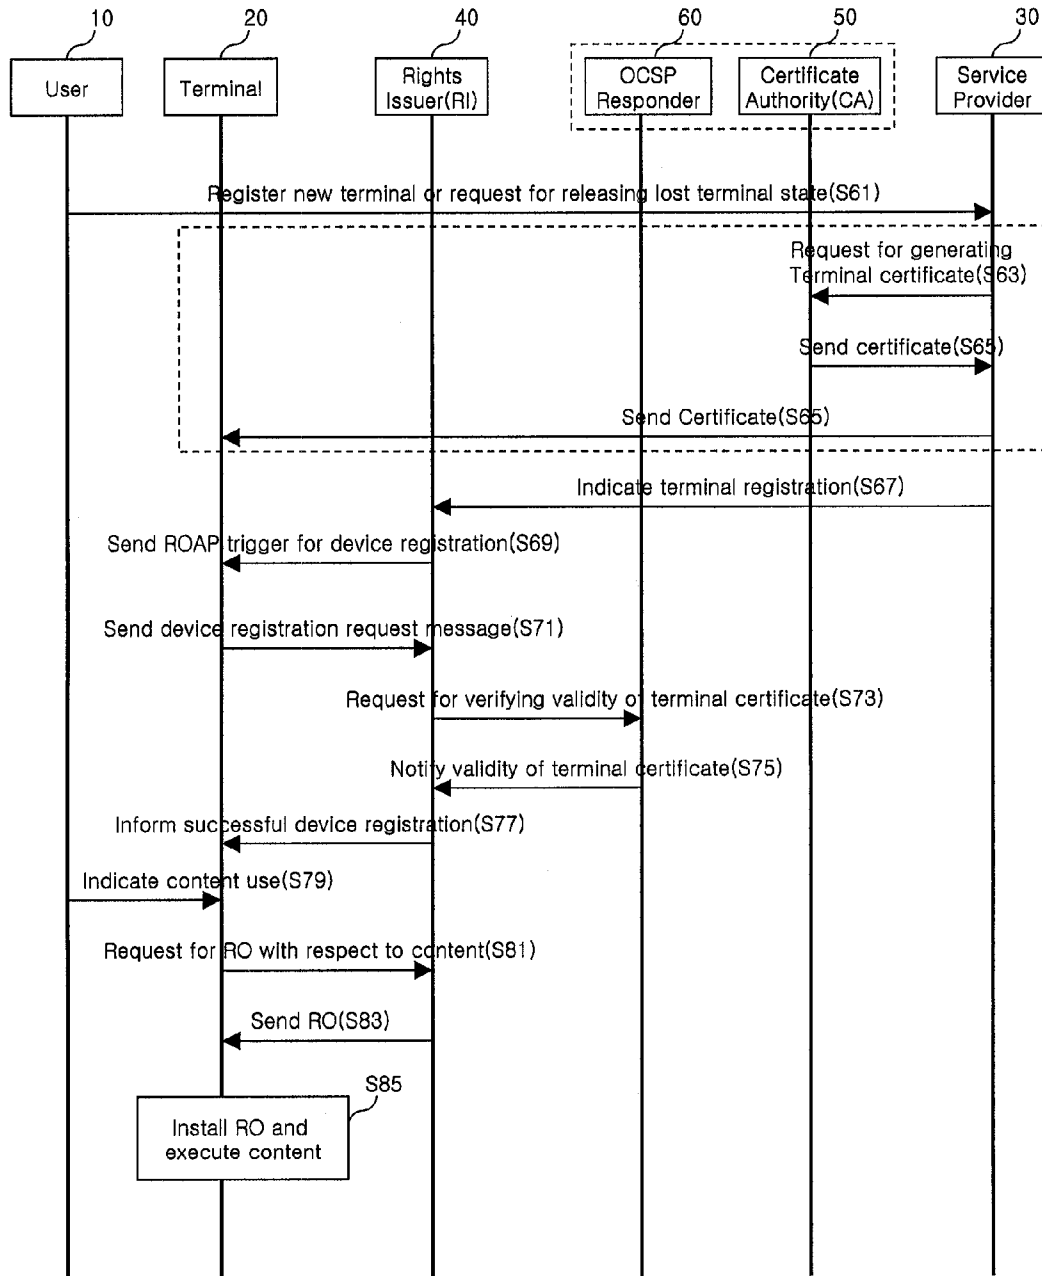 10
20
40
60
50
30
User
Terminal
Rights
Issuer(RI)
OCSP
Responder
Certificate
Authority(CA)
Service
Provider
Register new terminal or request for releasing lost terminal state(S61)
Request for generating
Terminal certificate(S63)
Send certificate(S65)
Send Certificate(S65)
Indicate terminal registration(S67)
Send ROAP trigger for device registration(S69)
Send device registration request message(S71)
Request for verifying validity of terminal certificate(S73)
Notify validity of terminal certificate(S75)
Inform successful device registration(S77)
Indicate content use(S79)
Request for RO with respect to content(S81)
Send RO(S83)
S85
Install RO and
execute content